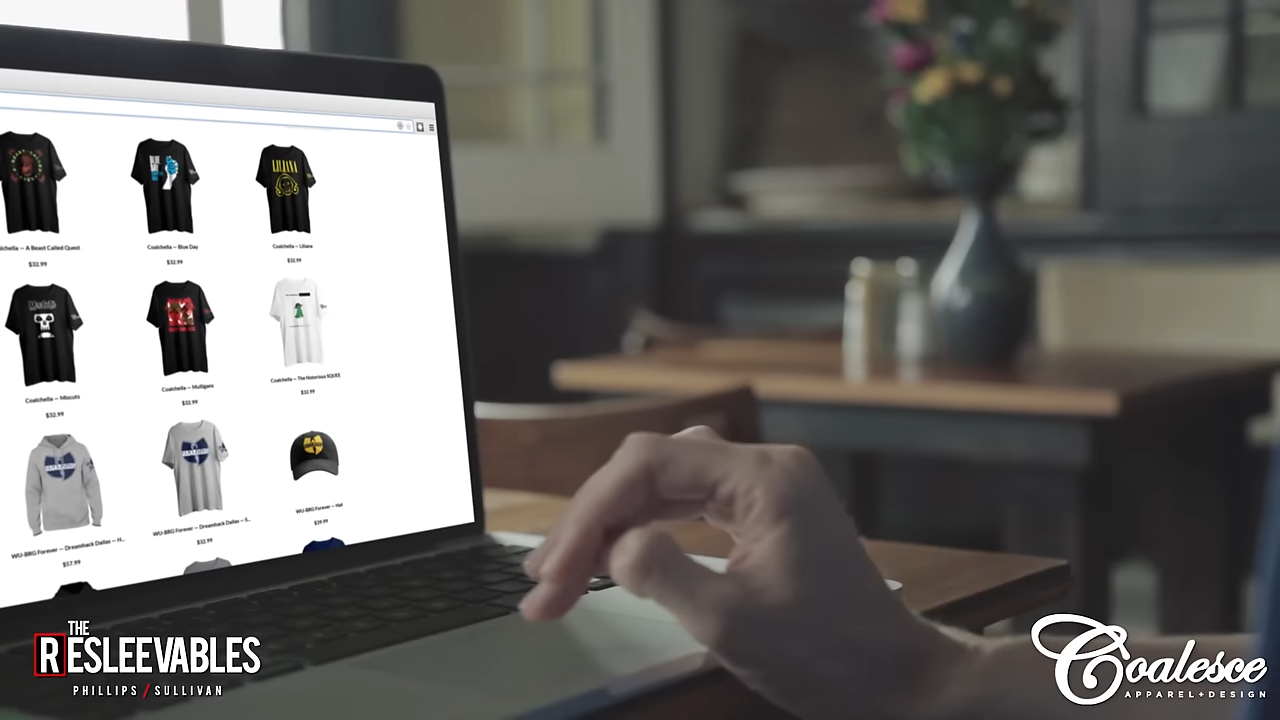 LILIANA
Coalchella – A Beast Called Quest
Coalchella – Blue Day
Coalchella – Liliana
$32.99
$32.99
$32.99
Coalchella – Miscuts
Coalchella – Mulligans
Coalchella – The Notorious SQUEE
$32.99
$32.99
$32.99
WU-BRG Forever – Dreamhack Dallas – H...
WU-BRG Forever – Dreamhack Dallas – S...
WU-BRG Forever – Hat
$57.99
$32.99
$39.99
THE
RESLEEVABLES
PHILLIPS / SULLIVAN
Coalesce
APPAREL+DESIGN